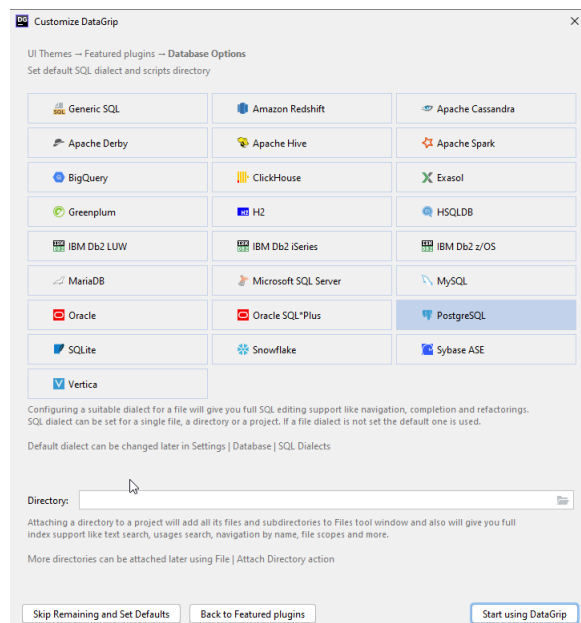 DG Customize DataGrip
UI Themes → Featured plugins → Database Options
Set default SQL dialect and scripts directory
SQL Generic SQL
Amazon Redshift
Apache Cassandra
Apache Derby
Apache Hive
Apache Spark
BigQuery
ClickHouse
Exasol
Greenplum
H2 H2
HSQLDB
IBM Db2 LUW
IBM Db2 iSeries
IBM Db2 z/OS
MariaDB
Microsoft SQL Server
MySQL
Oracle
Oracle SQL*Plus
PostgreSQL
SQLite
Snowflake
Sybase ASE
Vertica
Configuring a suitable dialect for a file will give you full SQL editing support like navigation, completion and refactorings.
SQL dialect can be set for a single file, a directory or a project. If a file dialect is not set the default one is used.
Default dialect can be changed later in Settings | Database | SQL Dialects
Directory:
Attaching a directory to a project will add all its files and subdirectories to Files tool window and also will give you full
index support like text search, usages search, navigation by name, file scopes and more.
More directories can be attached later using File | Attach Directory action
Skip Remaining and Set Defaults
Back to Featured plugins
Start using DataGrip